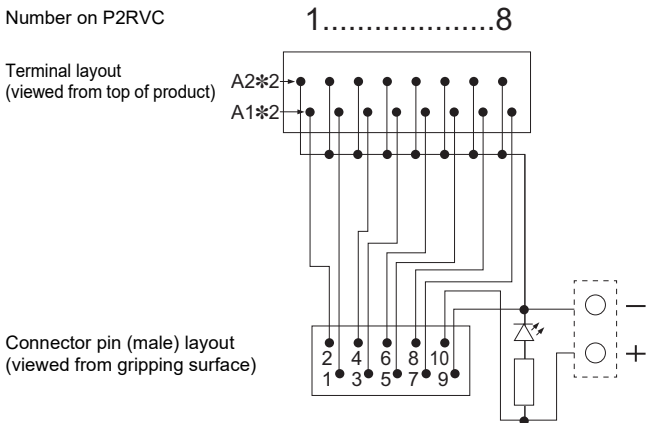 Number on P2RVC
1...................8
Terminal layout
(viewed from top of product)
A2✻2
A1✻2
−
+
Connector pin (male) layout
(viewed from gripping surface)
2 4 6 8 10
1 3 5 7 9